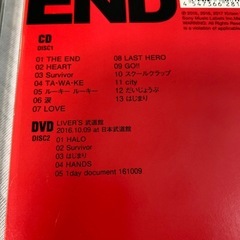 END
4 547366 26
CD
DISC1
01 THE END
02 HEART
03 Survivor
04 TA-WA-KE
05 ルーキー ルーキー
06 涙
07 LOVE
08 LAST HERO
09 GO!!
10 スクールクラップ
11 city
12 だいじょうぶ
13 はじまり
DVD
DISC2
LIVER'S 武道館
2016.10.09 at 日本武道館
01 HALO
02 Survivor
03 はじまり
04 HANDS
05 1day document 161009